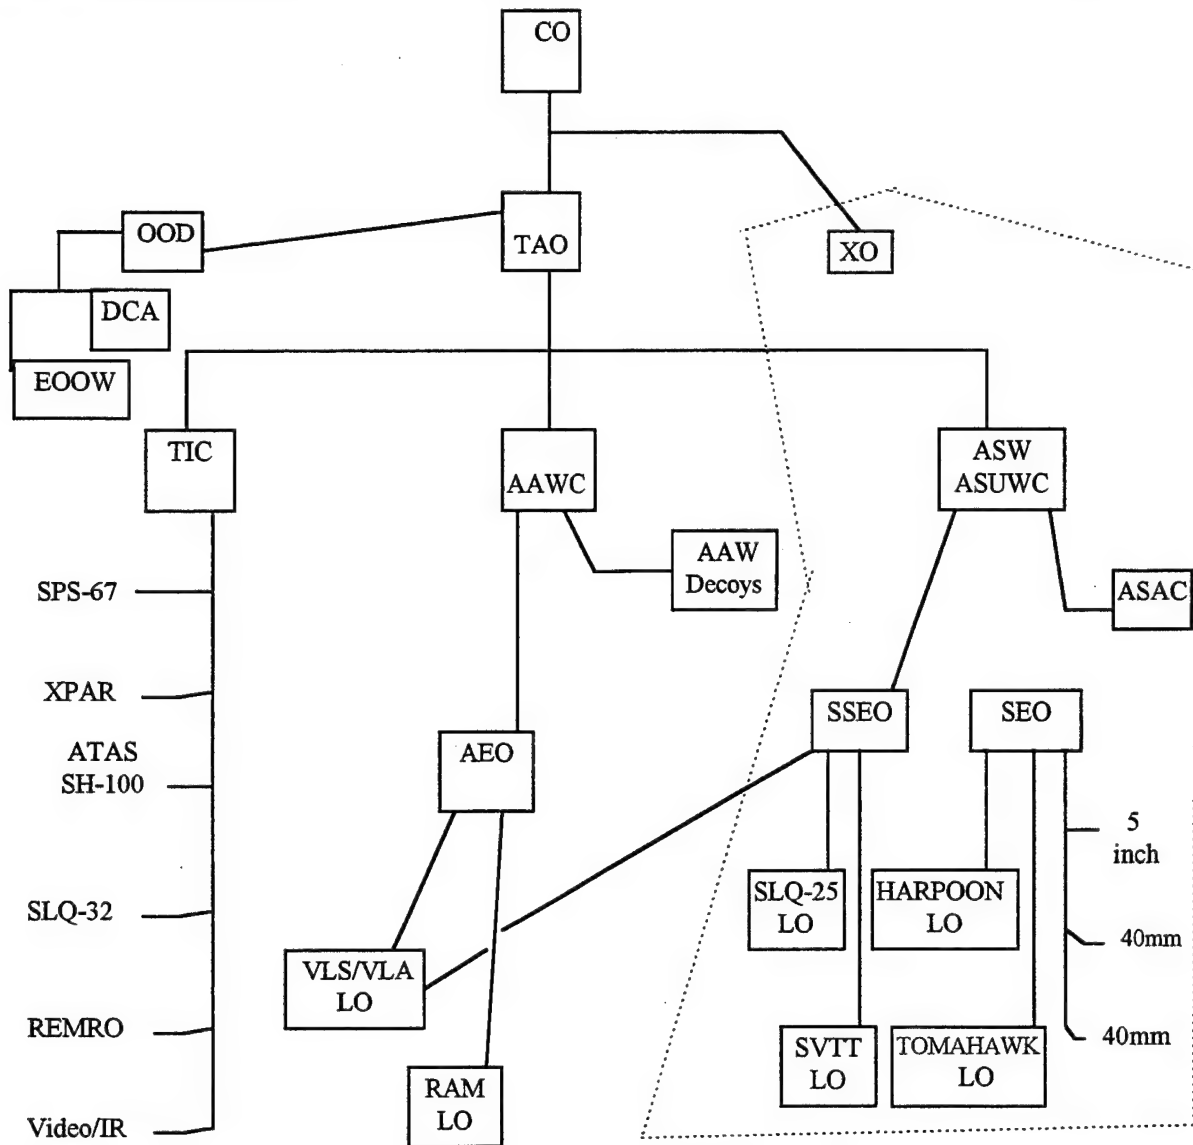 CO
OOD
TAO
XO
DCA
EOOW
TIC
AAWC
ASW
ASUWC
AAW
Decoys
SPS-67
ASAC
XPAR
SSEO
SEO
ATAS
SH-100
AEO
5
inch
SLQ-25
LO
HARPOON
LO
SLQ-32
40mm
VLS/VLA
LO
REMRO
SVTT
LO
TOMAHAWK
LO
40mm
RAM
LO
Video/IR